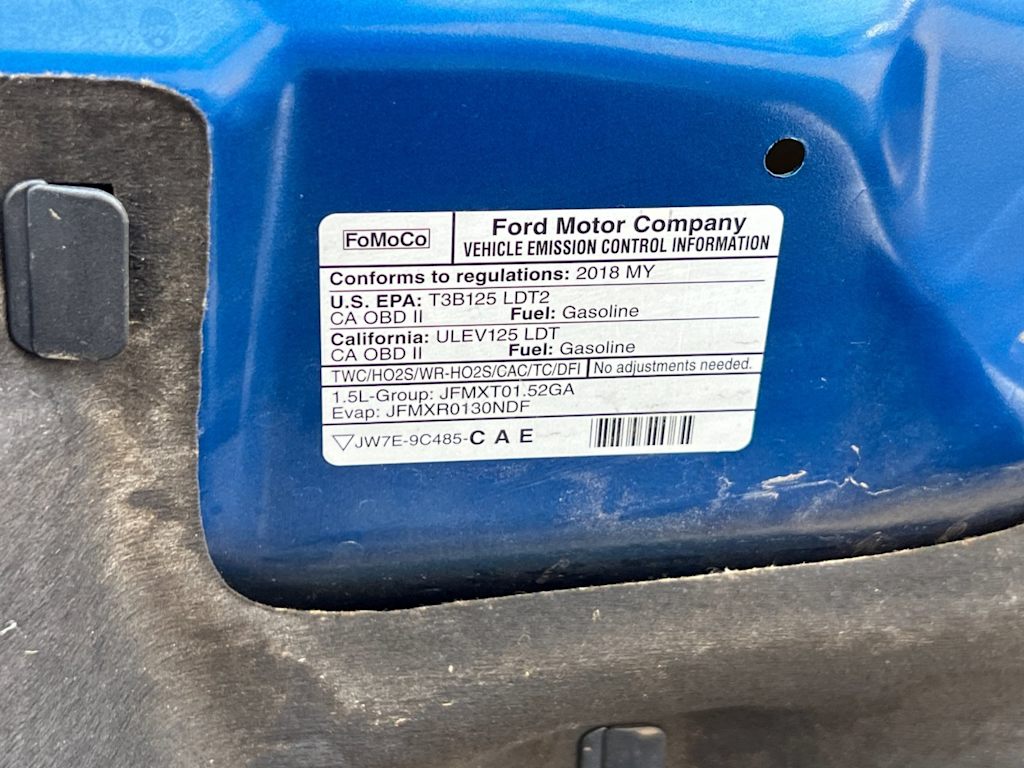 FoMoCo
Ford Motor Company
VEHICLE EMISSION CONTROL INFORMATION
Conforms to regulations: 2018 MY
U.S. EPA: T3B125 LDT2
CA OBD II Fuel: Gasoline
California: ULEV125 LDT
CA OBD II Fuel: Gasoline
TWC/HO2S/WR-HO2S/CAC/TC/DFI No adjustments needed.
1.5L-Group: JFMXT01.52GA
Evap: JFMXR0130NDF
JW7E-9C485-C A E